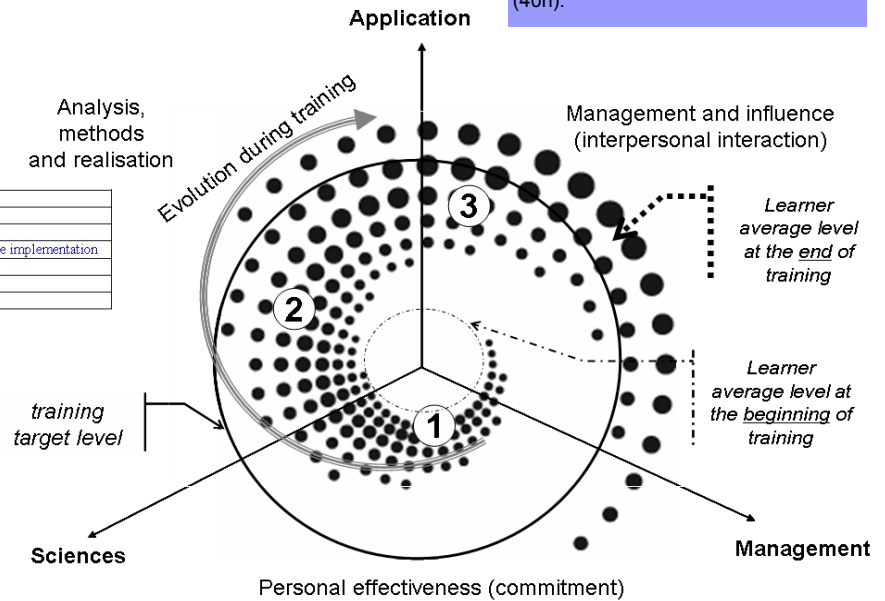 (40h).
Application
Analysis,
methods
and realisation
Evolution during training
Management and influence
(interpersonal interaction)
e implementation
3
Learner
average level
at the end of
training
2
training
target level
1
Learner
average level at
the beginning of
training
Sciences
Management
Personal effectiveness (commitment)